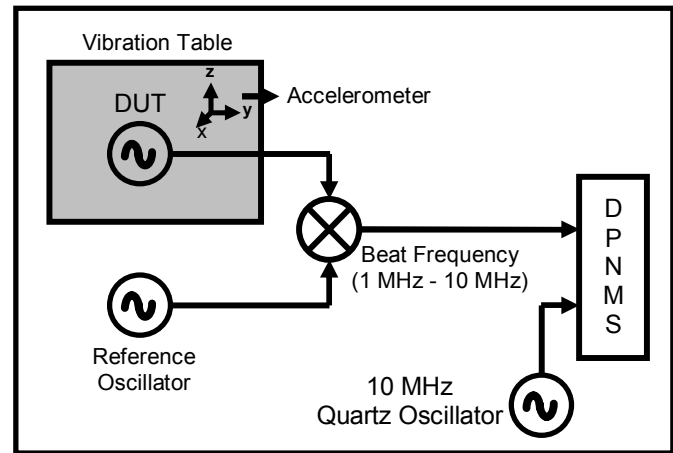 Vibration Table
DUT
z
y
x
Accelerometer
Beat Frequency
(1 MHz - 10 MHz)
D
P
N
M
S
Reference
Oscillator
10 MHz
Quartz Oscillator